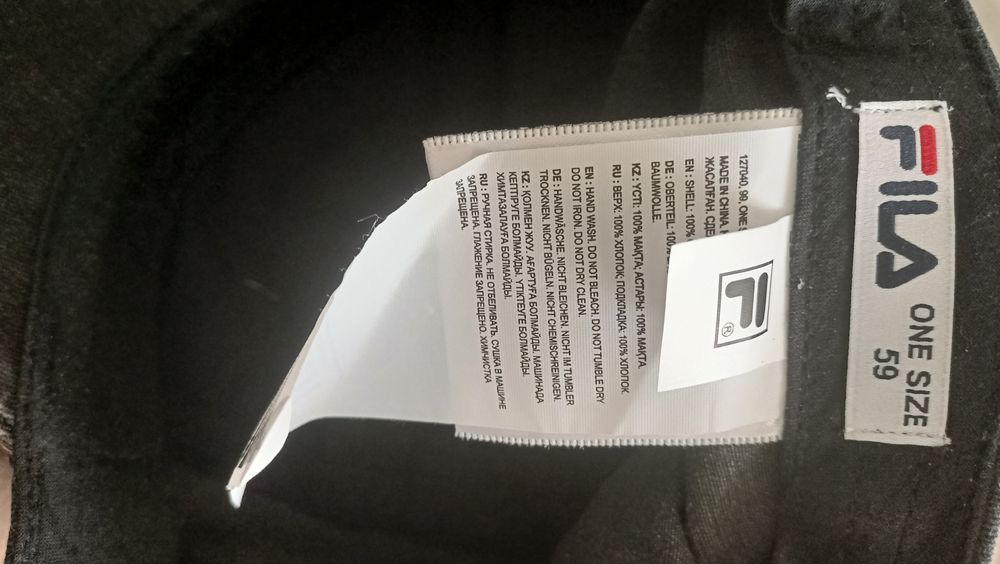 FILA
ONE SIZE
59
127040, 99, ONE
MADE IN CHINA.
ЖАСАЛҒАН.
EN : SHELL: 100%
DE : OBERTEIL: 100%
BAUMWOLLE.
KZ : ҮСТІ: 100% МАҚТА; АСТАРЫ: 100% МАҚТА.
RU : ВЕРХ: 100% ХЛОПОК; ПОДКЛАДКА: 100% ХЛОПОК.
EN : HAND WASH. DO NOT BLEACH. DO NOT TUMBLE DRY
DO NOT IRON. DO NOT DRY CLEAN.
DE : HANDWÄSCHE. NICHT BLEICHEN. NICHT IM TUMBLER
TROCKNEN. NICHT BÜGELN. NICHT CHEMISCHREINIGEN.
KZ : ҚОЛМЕН ЖУУ. АҒАРТУҒА БОЛМАЙДЫ. МАШИНАДА
КЕПТІРУГЕ БОЛМАЙДЫ. ҮТІКТЕУГЕ БОЛМАЙДЫ.
ХИМТАЗАЛАУҒА БОЛМАЙДЫ.
RU : РУЧНАЯ СТИРКА. НЕ ОТБЕЛИВАТЬ. СУШКА В МАШИНЕ
ЗАПРЕЩЕНА. ГЛАЖЕНИЕ ЗАПРЕЩЕНО. ХИМЧИСТКА
ЗАПРЕЩЕНА.
F
®